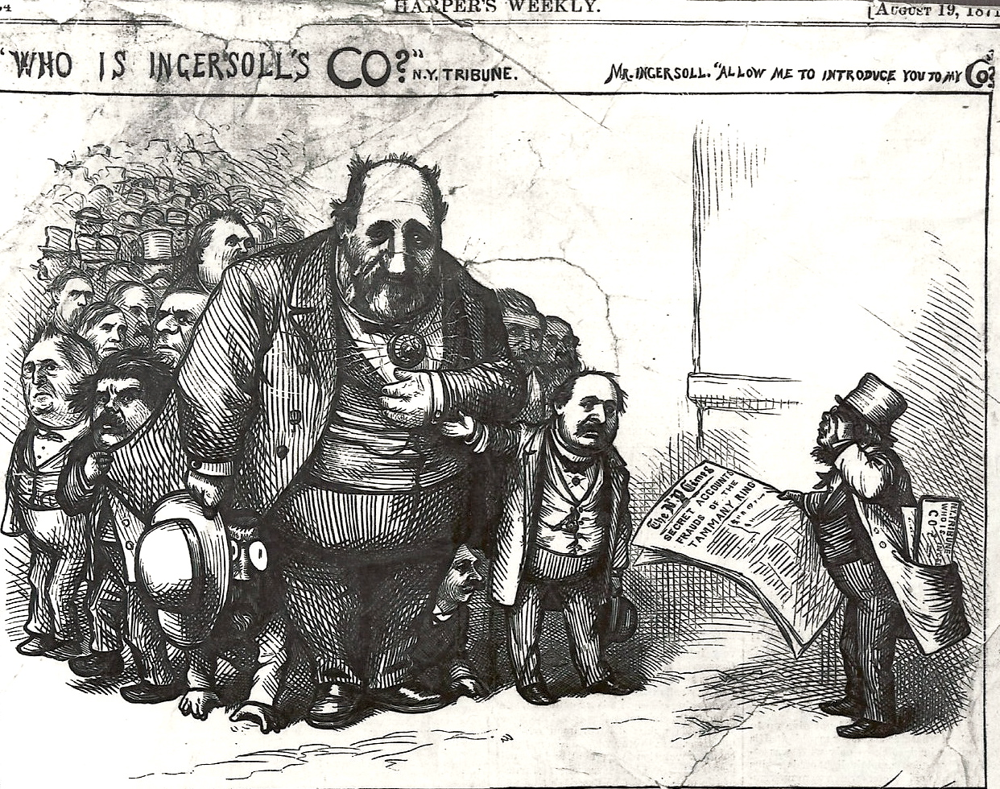 HARPER'S WEEKLY.
[AUGUST 19, 1871
"WHO IS INGERSOLL'S CO?" N.Y. TRIBUNE.
MR. INGERSOLL. "ALLOW ME TO INTRODUCE YOU TO MY CO."
The N Y Times
SECRET ACCOUNTS
FRAUDS OF THE
TAMMANY RING
TRIBUNE
WHO IS
CO?